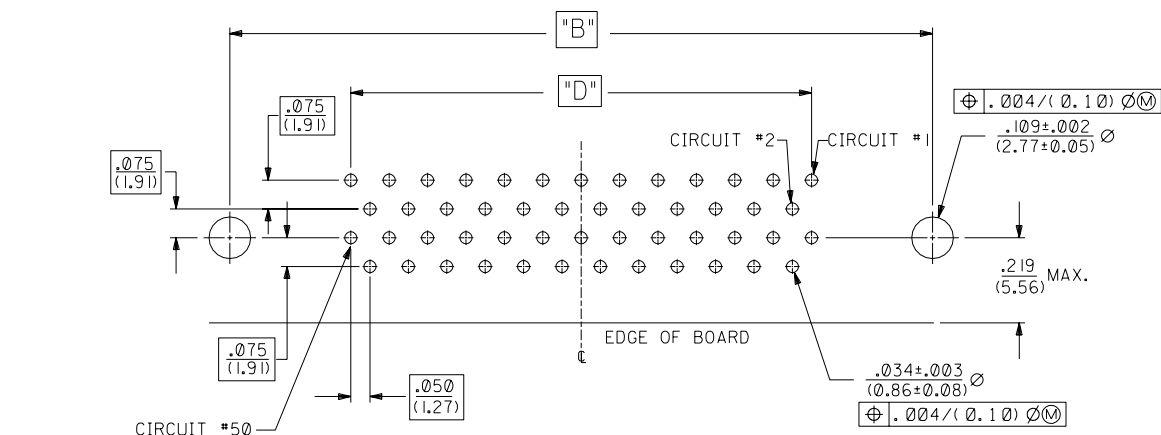 "B"
"D"
.075
(1.91)
⌖ .004/(0.10) ∅Ⓜ
.109±.002 ∅
(2.77±0.05)
CIRCUIT #2
CIRCUIT #1
.075
(1.91)
.219 MAX.
(5.56)
EDGE OF BOARD
℄
.075
(1.91)
.050
(1.27)
.034±.003 ∅
(0.86±0.08)
⌖ .004/(0.10) ∅Ⓜ
CIRCUIT #50